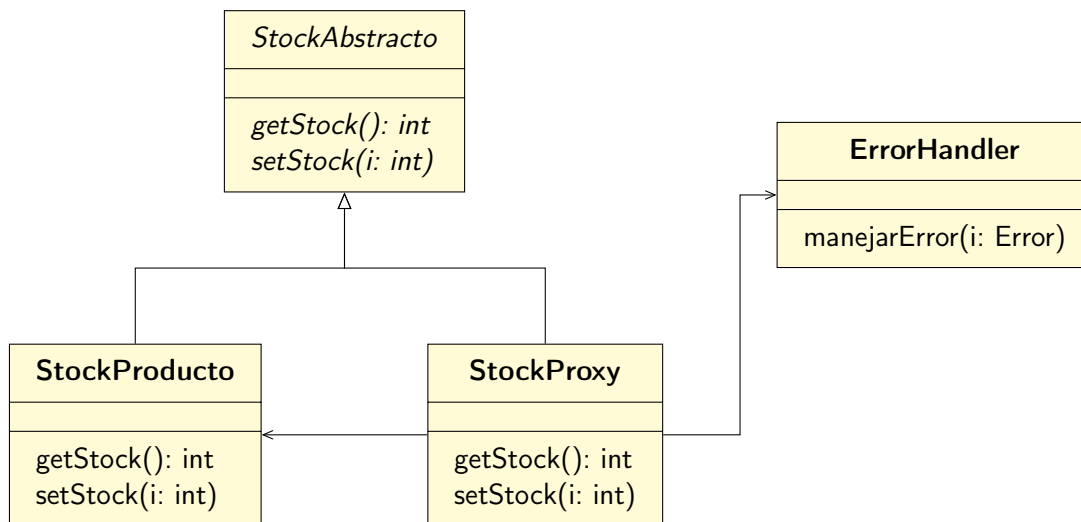 StockAbstracto
getStock(): int
setStock(i: int)
ErrorHandler
manejarError(i: Error)
StockProducto
getStock(): int
setStock(i: int)
StockProxy
getStock(): int
setStock(i: int)